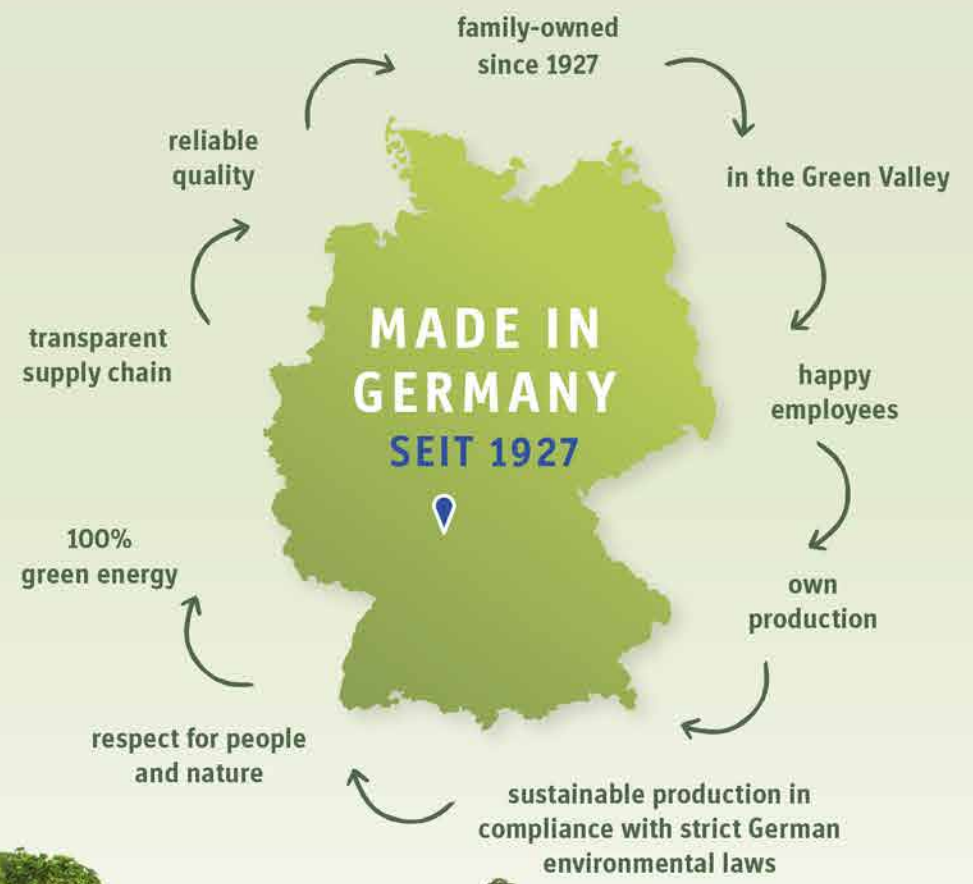 family-owned
since 1927
in the Green Valley
happy
employees
own
production
sustainable production in
compliance with strict German
environmental laws
respect for people
and nature
100%
green energy
transparent
supply chain
reliable
quality
MADE IN
GERMANY
SEIT 1927